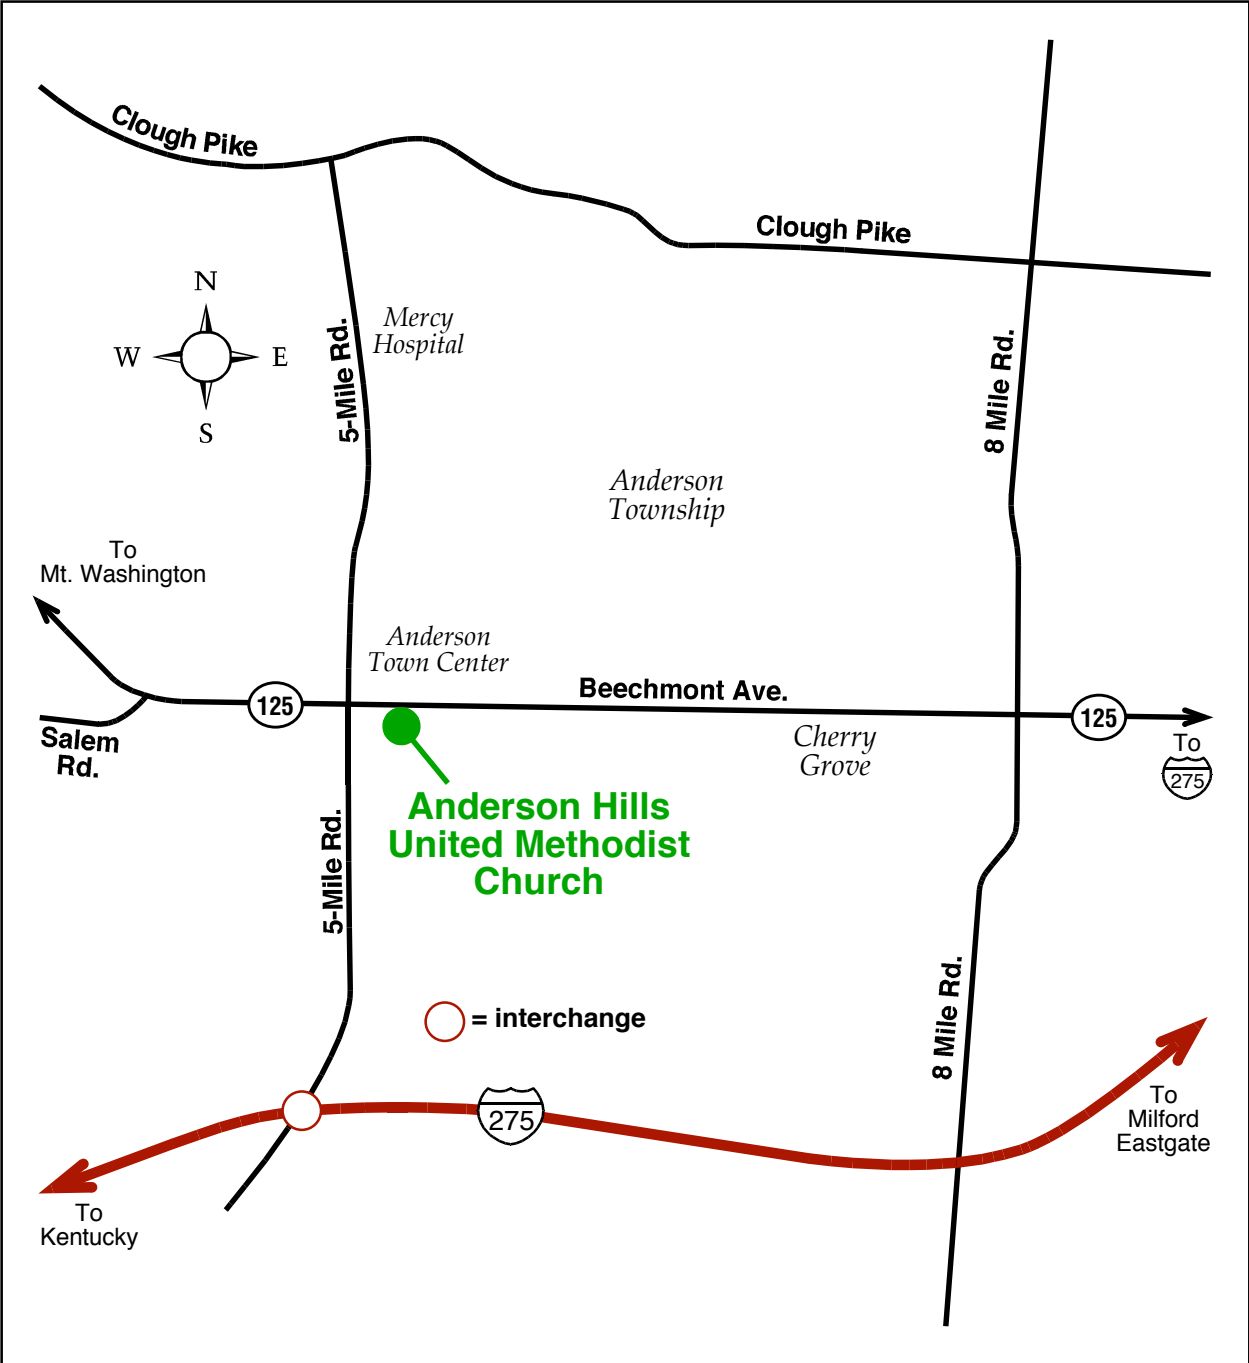 Clough Pike
Clough Pike
N
W
E
S
5-Mile Rd.
Mercy
Hospital
8 Mile Rd.
Anderson
Township
To
Mt. Washington
Anderson
Town Center
Beechmont Ave.
125
125
Salem
Rd.
Cherry
Grove
To
275
Anderson Hills
United Methodist
Church
5-Mile Rd.
8 Mile Rd.
= interchange
275
To
Milford
Eastgate
To
Kentucky